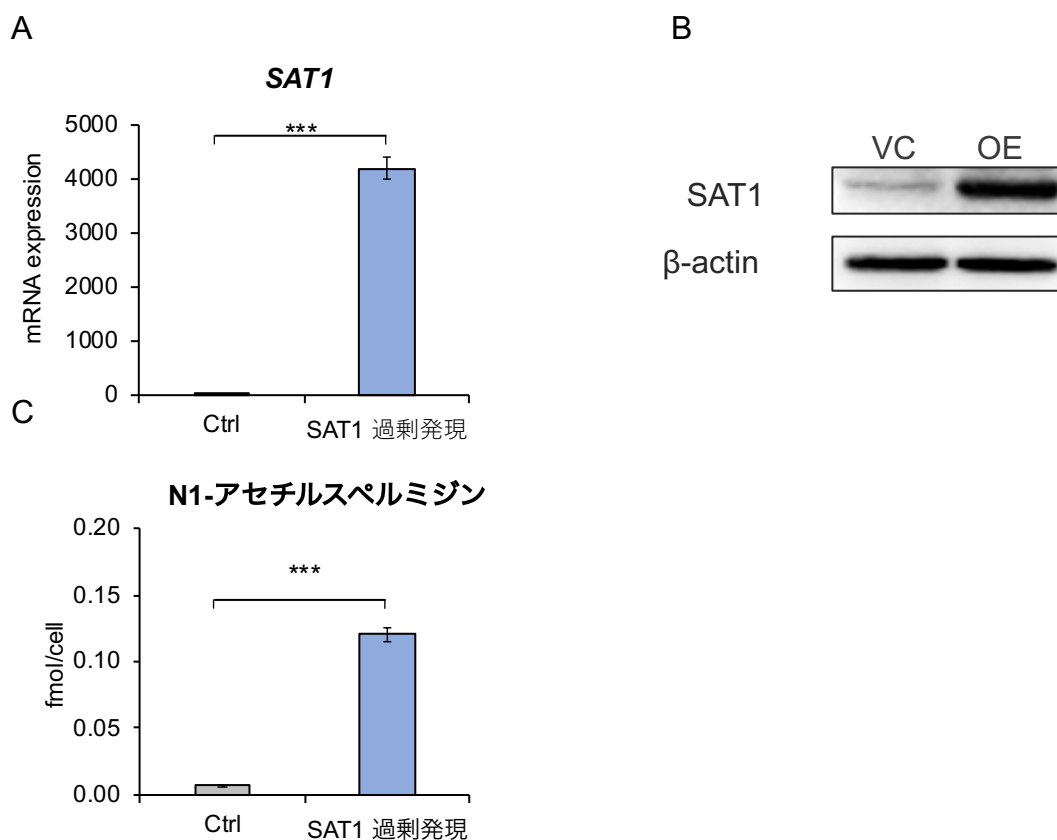 A
SAT1
5000
4000
3000
2000
1000
0
mRNA expression
***
Ctrl
SAT1 過剰発現
B
VC OE
SAT1
β-actin
C
N1-アセチルスペルミジン
0.20
0.15
0.10
0.05
0.00
fmol/cell
***
Ctrl
SAT1 過剰発現